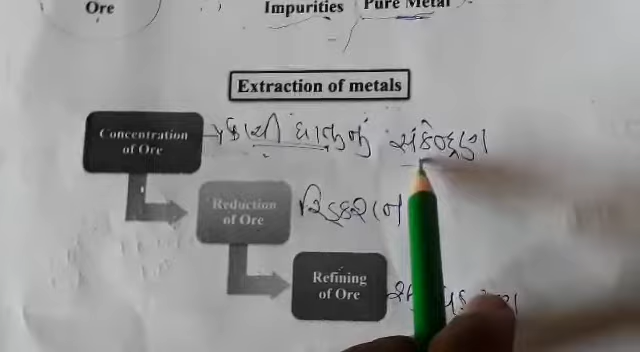 Ore
Impurities Pure Metal
Extraction of metals
Concentration of Ore
કાચી ધાતુનું સંકેન્દ્રણ
Reduction of Ore
રિડક્શન
Refining of Ore